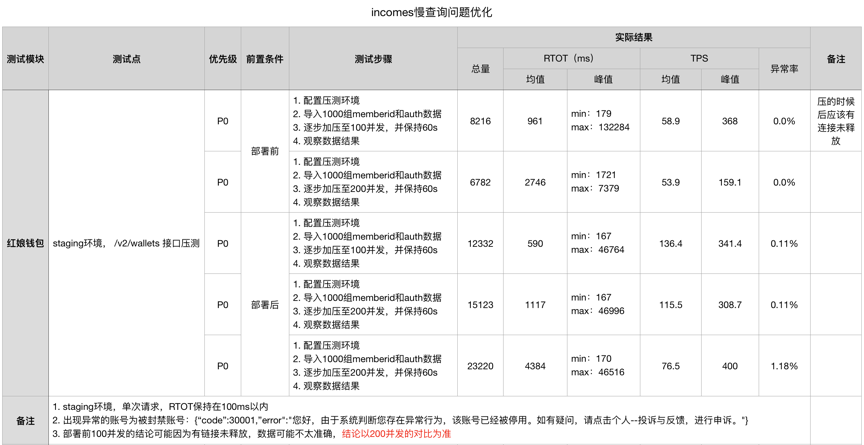 incomes慢查询问题优化
测试模块
测试点
优先级
前置条件
测试步骤
实际结果
备注
总量
RTOT（ms）
TPS
异常率
均值
峰值
均值
峰值
红娘钱包
staging环境， /v2/wallets 接口压测
P0
部署前
1. 配置压测环境
2. 导入1000组memberid和auth数据
3. 逐步加压至100并发，并保持60s
4. 观察数据结果
8216
961
min：179
max：132284
58.9
368
0.0%
压的时候
后应该有
连接未释
放
P0
1. 配置压测环境
2. 导入1000组memberid和auth数据
3. 逐步加压至200并发，并保持60s
4. 观察数据结果
6782
2746
min：1721
max：7379
53.9
159.1
0.0%
P0
部署后
1. 配置压测环境
2. 导入1000组memberid和auth数据
3. 逐步加压至100并发，并保持60s
4. 观察数据结果
12332
590
min：167
max：46764
136.4
341.4
0.11%
P0
1. 配置压测环境
2. 导入1000组memberid和auth数据
3. 逐步加压至200并发，并保持60s
4. 观察数据结果
15123
1117
min：167
max：46996
115.5
308.7
0.11%
P0
1. 配置压测环境
2. 导入1000组memberid和auth数据
3. 逐步加压至200并发，并保持60s
4. 观察数据结果
23220
4384
min：170
max：46516
76.5
400
1.18%
备注
1. staging环境，单次请求，RTOT保持在100ms以内
2. 出现异常的账号为被封禁账号：{"code":30001,"error":"您好，由于系统判断您存在异常行为，该账号已经被停用。如有疑问，请点击个人--投诉与反馈，进行申诉。"}
3. 部署前100并发的结论可能因为有链接未释放，数据可能不太准确，结论以200并发的对比为准